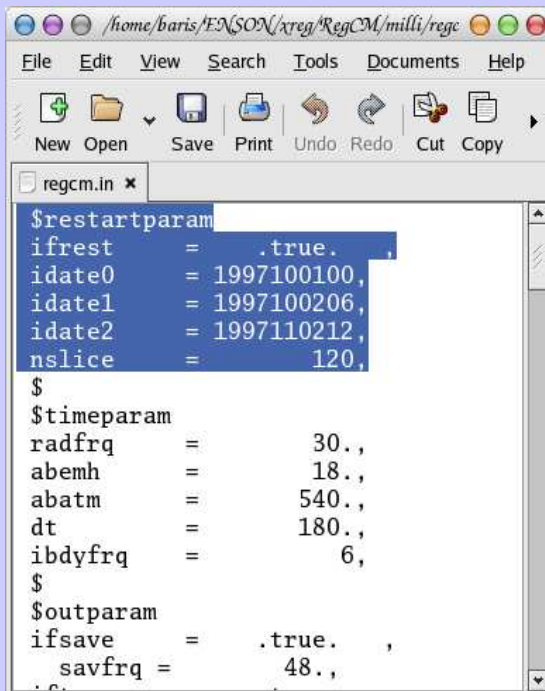 /home/baris/ENSON/xreg/RegCM/milli/regc
File Edit View Search Tools Documents Help
New Open Save Print Undo Redo Cut Copy
regcm.in
$restartparam
ifrest = .true. ,
idate0 = 1997100100,
idate1 = 1997100206,
idate2 = 1997110212,
nslice = 120,
$
$timeparam
radfrq = 30.,
abemh = 18.,
abatm = 540.,
dt = 180.,
ibdyfrq = 6,
$
$outparam
ifsave = .true. ,
savfrq = 48.,